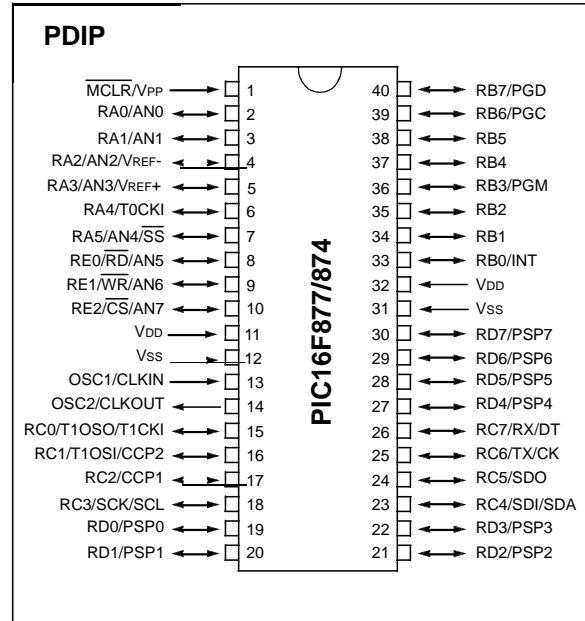 PDIP
MCLR/VPP 1 40 RB7/PGD
RA0/AN0 2 39 RB6/PGC
RA1/AN1 3 38 RB5
RA2/AN2/VREF- 4 37 RB4
RA3/AN3/VREF+ 5 36 RB3/PGM
RA4/T0CKI 6 35 RB2
RA5/AN4/SS 7 34 RB1
RE0/RD/AN5 8 33 RB0/INT
RE1/WR/AN6 9 32 VDD
RE2/CS/AN7 10 31 VSS
VDD 11 30 RD7/PSP7
VSS 12 29 RD6/PSP6
OSC1/CLKIN 13 28 RD5/PSP5
OSC2/CLKOUT 14 27 RD4/PSP4
RC0/T1OSO/T1CKI 15 26 RC7/RX/DT
RC1/T1OSI/CCP2 16 25 RC6/TX/CK
RC2/CCP1 17 24 RC5/SDO
RC3/SCK/SCL 18 23 RC4/SDI/SDA
RD0/PSP0 19 22 RD3/PSP3
RD1/PSP1 20 21 RD2/PSP2
PIC16F877/874